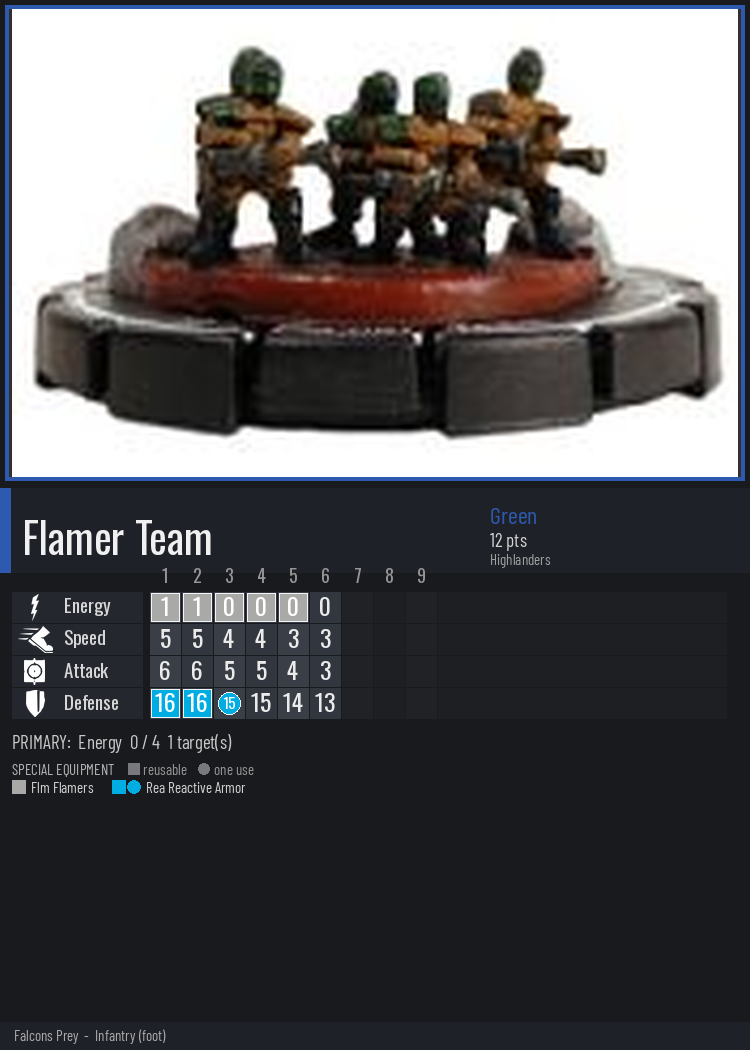 Flamer Team
Green
12 pts
Highlanders
1 2 3 4 5 6 7 8 9
Energy 1 1 0 0 0 0
Speed 5 5 4 4 3 3
Attack 6 6 5 5 4 3
Defense 16 16 15 15 14 13
PRIMARY: Energy 0 / 4 1 target(s)
SPECIAL EQUIPMENT reusable one use
Flm Flamers Rea Reactive Armor
Falcons Prey - Infantry (foot)